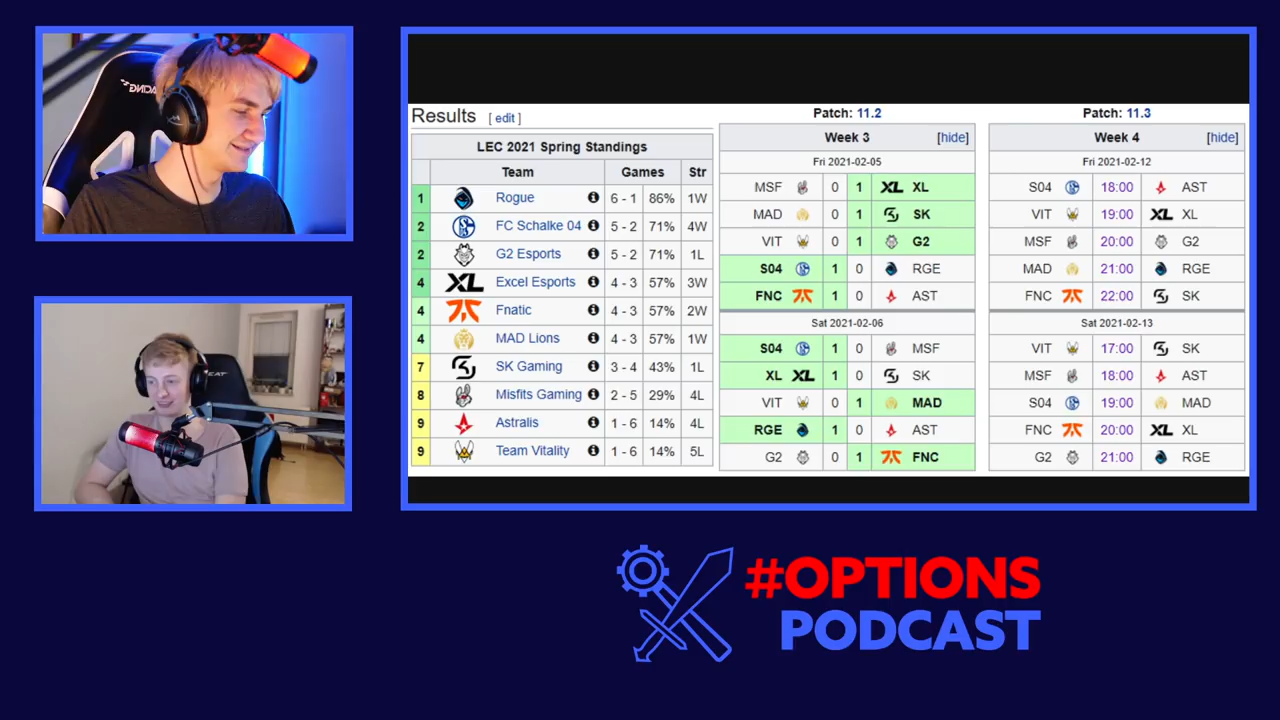 Results [ edit ]
LEC 2021 Spring Standings
Team Games Str
1 Rogue 6 - 1 86% 1W
2 FC Schalke 04 5 - 2 71% 4W
2 G2 Esports 5 - 2 71% 1L
4 XL Excel Esports 4 - 3 57% 3W
4 Fnatic 4 - 3 57% 2W
4 MAD Lions 4 - 3 57% 1W
7 SK Gaming 3 - 4 43% 1L
8 Misfits Gaming 2 - 5 29% 4L
9 Astralis 1 - 6 14% 4L
9 Team Vitality 1 - 6 14% 5L
Patch: 11.2
Week 3 [hide]
Fri 2021-02-05
MSF 0 1 XL XL
MAD 0 1 SK
VIT 0 1 G2
S04 1 0 RGE
FNC 1 0 AST
Sat 2021-02-06
S04 1 0 MSF
XL XL 1 0 SK
VIT 0 1 MAD
RGE 1 0 AST
G2 0 1 FNC
Patch: 11.3
Week 4 [hide]
Fri 2021-02-12
S04 18:00 AST
VIT 19:00 XL XL
MSF 20:00 G2
MAD 21:00 RGE
FNC 22:00 SK
Sat 2021-02-13
VIT 17:00 SK
MSF 18:00 AST
S04 19:00 MAD
FNC 20:00 XL XL
G2 21:00 RGE
#OPTIONS
PODCAST